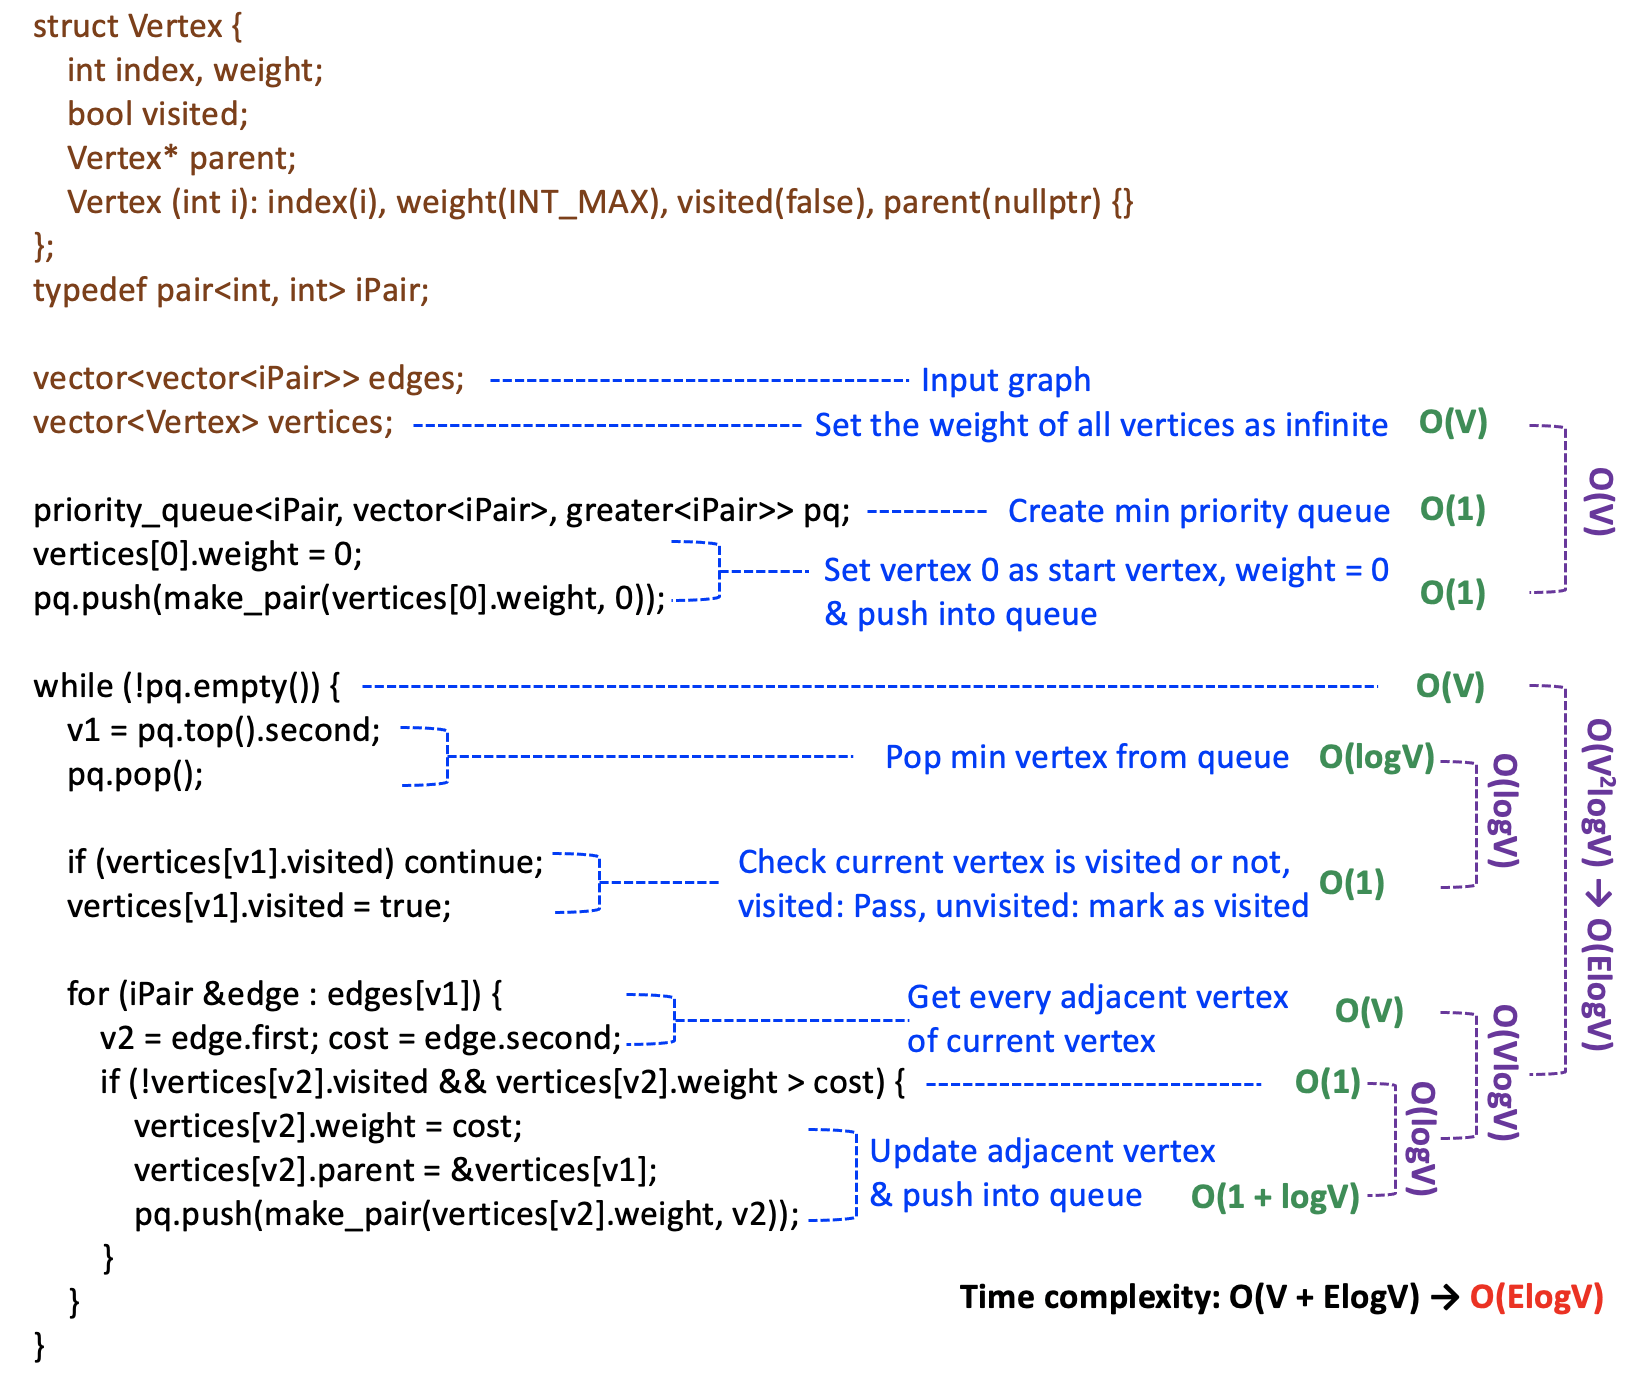 struct Vertex {
int index, weight;
bool visited;
Vertex* parent;
Vertex (int i): index(i), weight(INT_MAX), visited(false), parent(nullptr) {}
};
typedef pair<int, int> iPair;
vector<vector<iPair>> edges;
Input graph
vector<Vertex> vertices;
Set the weight of all vertices as infinite
O(V)
priority_queue<iPair, vector<iPair>, greater<iPair>> pq;
Create min priority queue
O(1)
O(V)
vertices[0].weight = 0;
pq.push(make_pair(vertices[0].weight, 0));
Set vertex 0 as start vertex, weight = 0
& push into queue
O(1)
while (!pq.empty()) {
O(V)
v1 = pq.top().second;
pq.pop();
Pop min vertex from queue
O(logV)
O(logV)
O(V²logV) → O(ElogV)
if (vertices[v1].visited) continue;
vertices[v1].visited = true;
Check current vertex is visited or not,
visited: Pass, unvisited: mark as visited
O(1)
for (iPair &edge : edges[v1]) {
v2 = edge.first; cost = edge.second;
Get every adjacent vertex
of current vertex
O(V)
O(VlogV)
if (!vertices[v2].visited && vertices[v2].weight > cost) {
O(1)
O(logV)
vertices[v2].weight = cost;
vertices[v2].parent = &vertices[v1];
pq.push(make_pair(vertices[v2].weight, v2));
Update adjacent vertex
& push into queue
O(1 + logV)
}
}
}
Time complexity: O(V + ElogV) → O(ElogV)